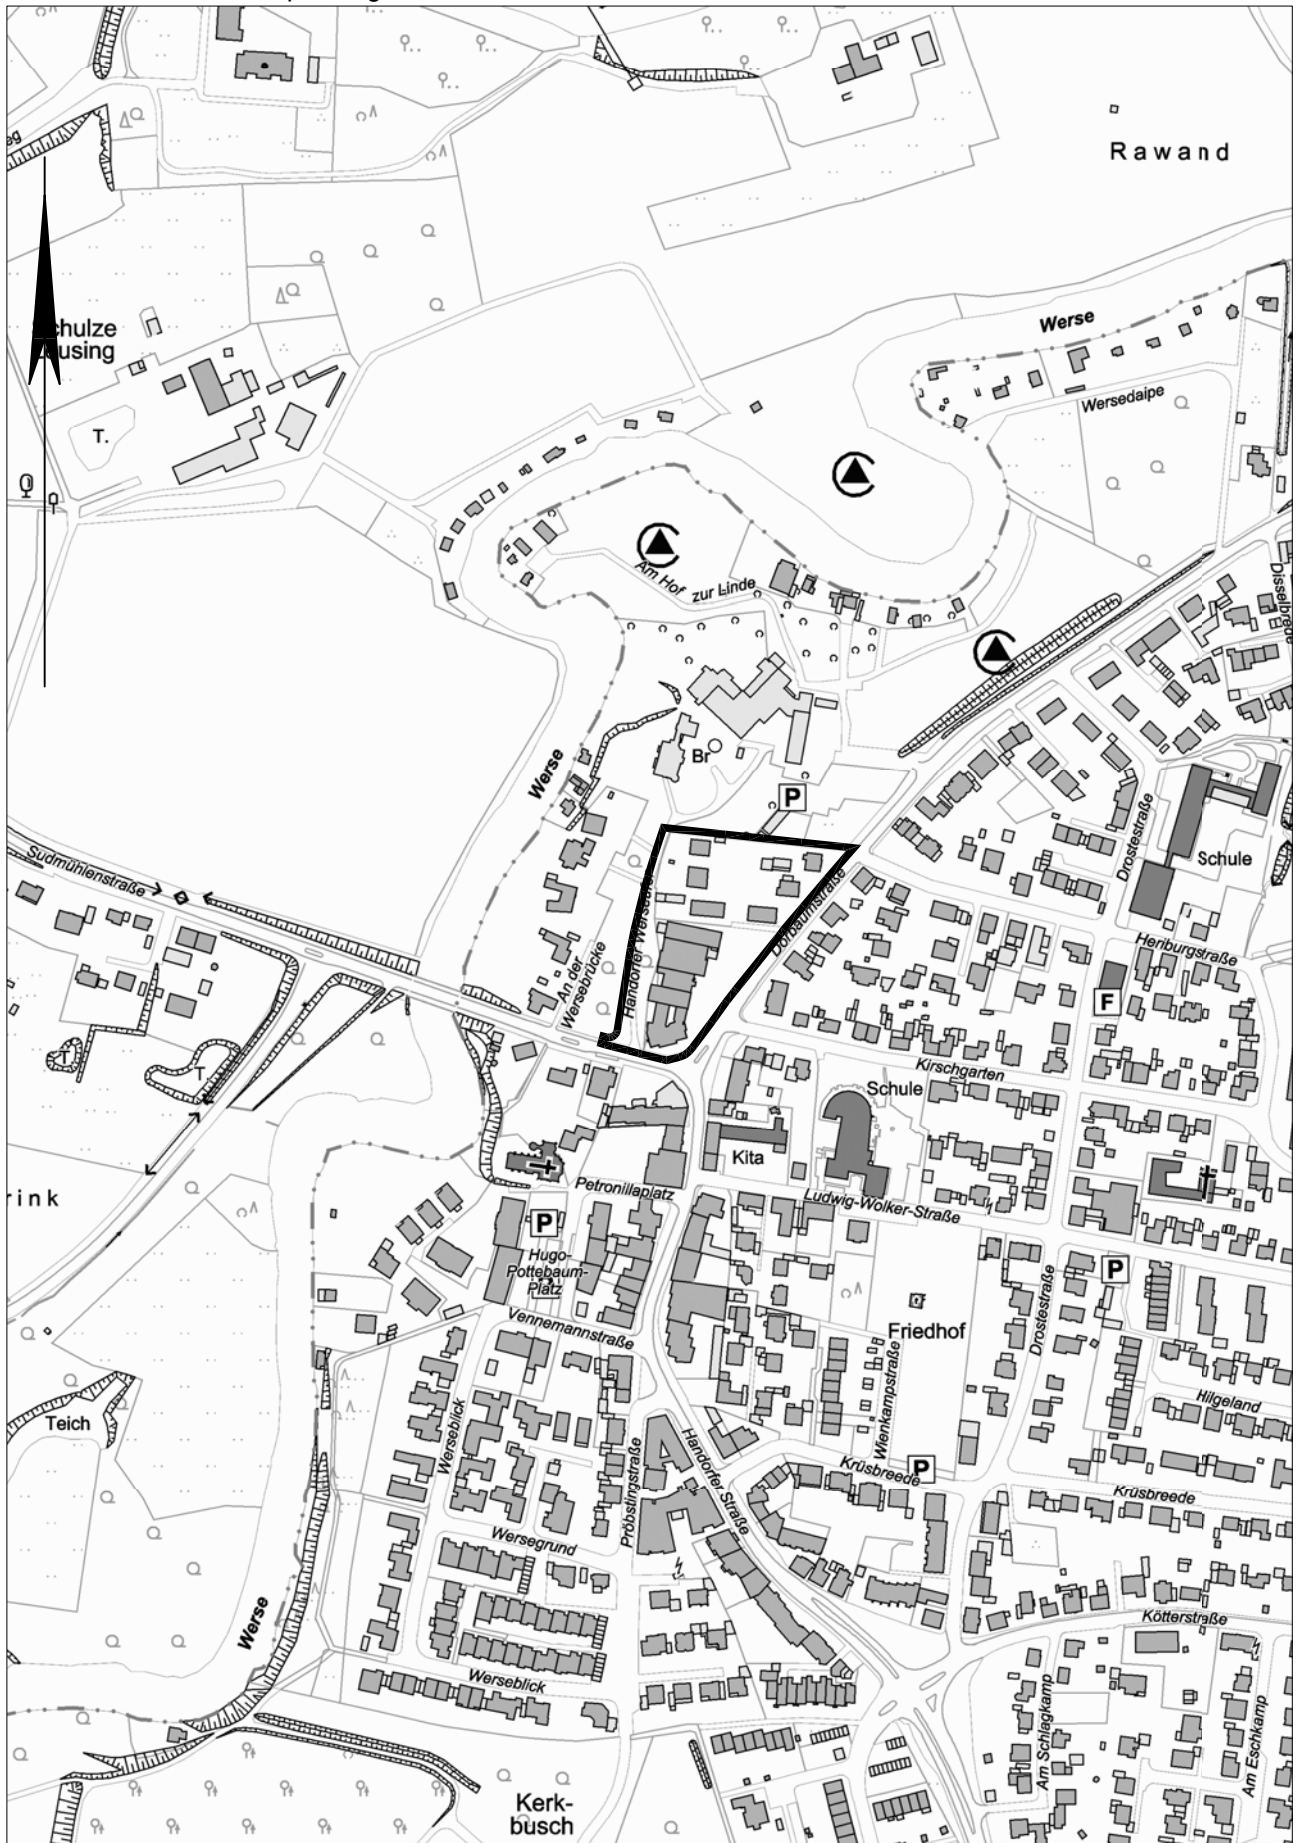 Rawand
Werse
Wersedaipe
T.
Am Hof zur Linde
Br
Werse
P
Drostestraße
Schule
Sudmühlenstraße
Handorfer Werseufer
Dorbaumstraße
An der
Wersebrücke
Heriburgstraße
F
T
T.
Kirschgarten
Schule
Kita
Petronillaplatz
Ludwig-Wolker-Straße
rink
P
Hugo-
Pottebaum-
Platz
P
Vennemannstraße
Friedhof
Drostestraße
Wienkampstraße
Hilgeland
Teich
Werseblick
Pröbstingstraße
Handorfer Straße
Krüsbreede
P
Krüsbreede
Wersegrund
Werse
Kötterstraße
Werseblick
Am Schlagkamp
Am Eschkamp
Kerk-
busch